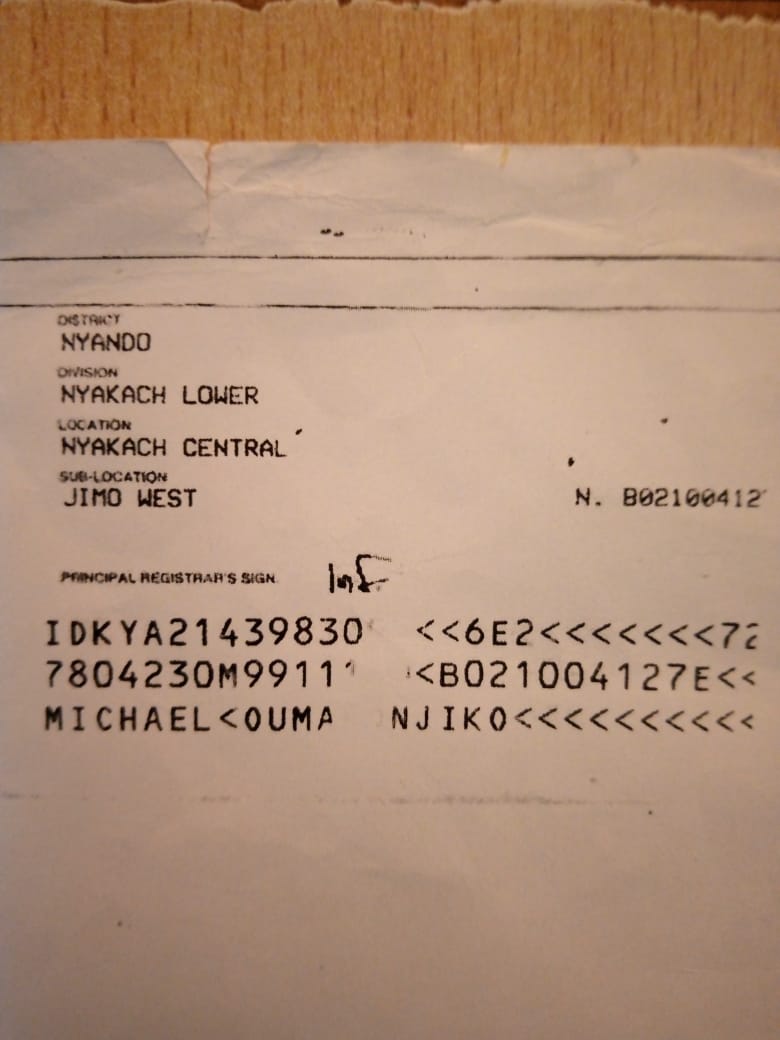 DISTRICT
NYANDO
DIVISION
NYAKACH LOWER
LOCATION
NYAKACH CENTRAL
SUB-LOCATION
JIMO WEST
N. B02100412
PRINCIPAL REGISTRAR'S SIGN.
IDKYA21439830 <<6E2<<<<<<<72
7804230M9911 <B021004127E<<
MICHAEL<OUMA NJIKO<<<<<<<<<<